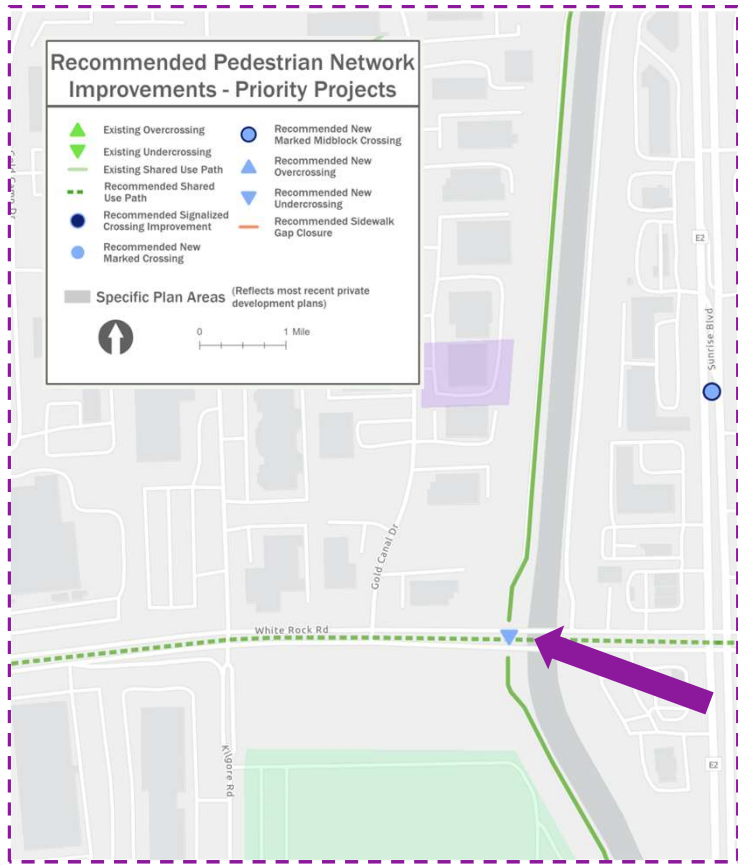 Recommended Pedestrian Network
Improvements - Priority Projects
Existing Overcrossing
Existing Undercrossing
Existing Shared Use Path
Recommended Shared
Use Path
Recommended Signalized
Crossing Improvement
Recommended New
Marked Crossing
Recommended New
Marked Midblock Crossing
Recommended New
Overcrossing
Recommended New
Undercrossing
Recommended Sidewalk
Gap Closure
Specific Plan Areas (Reflects most recent private
development plans)
0 1 Mile
E2
Sunrise Blvd
Gold Canal Dr
White Rock Rd
Kilgore Rd
E2